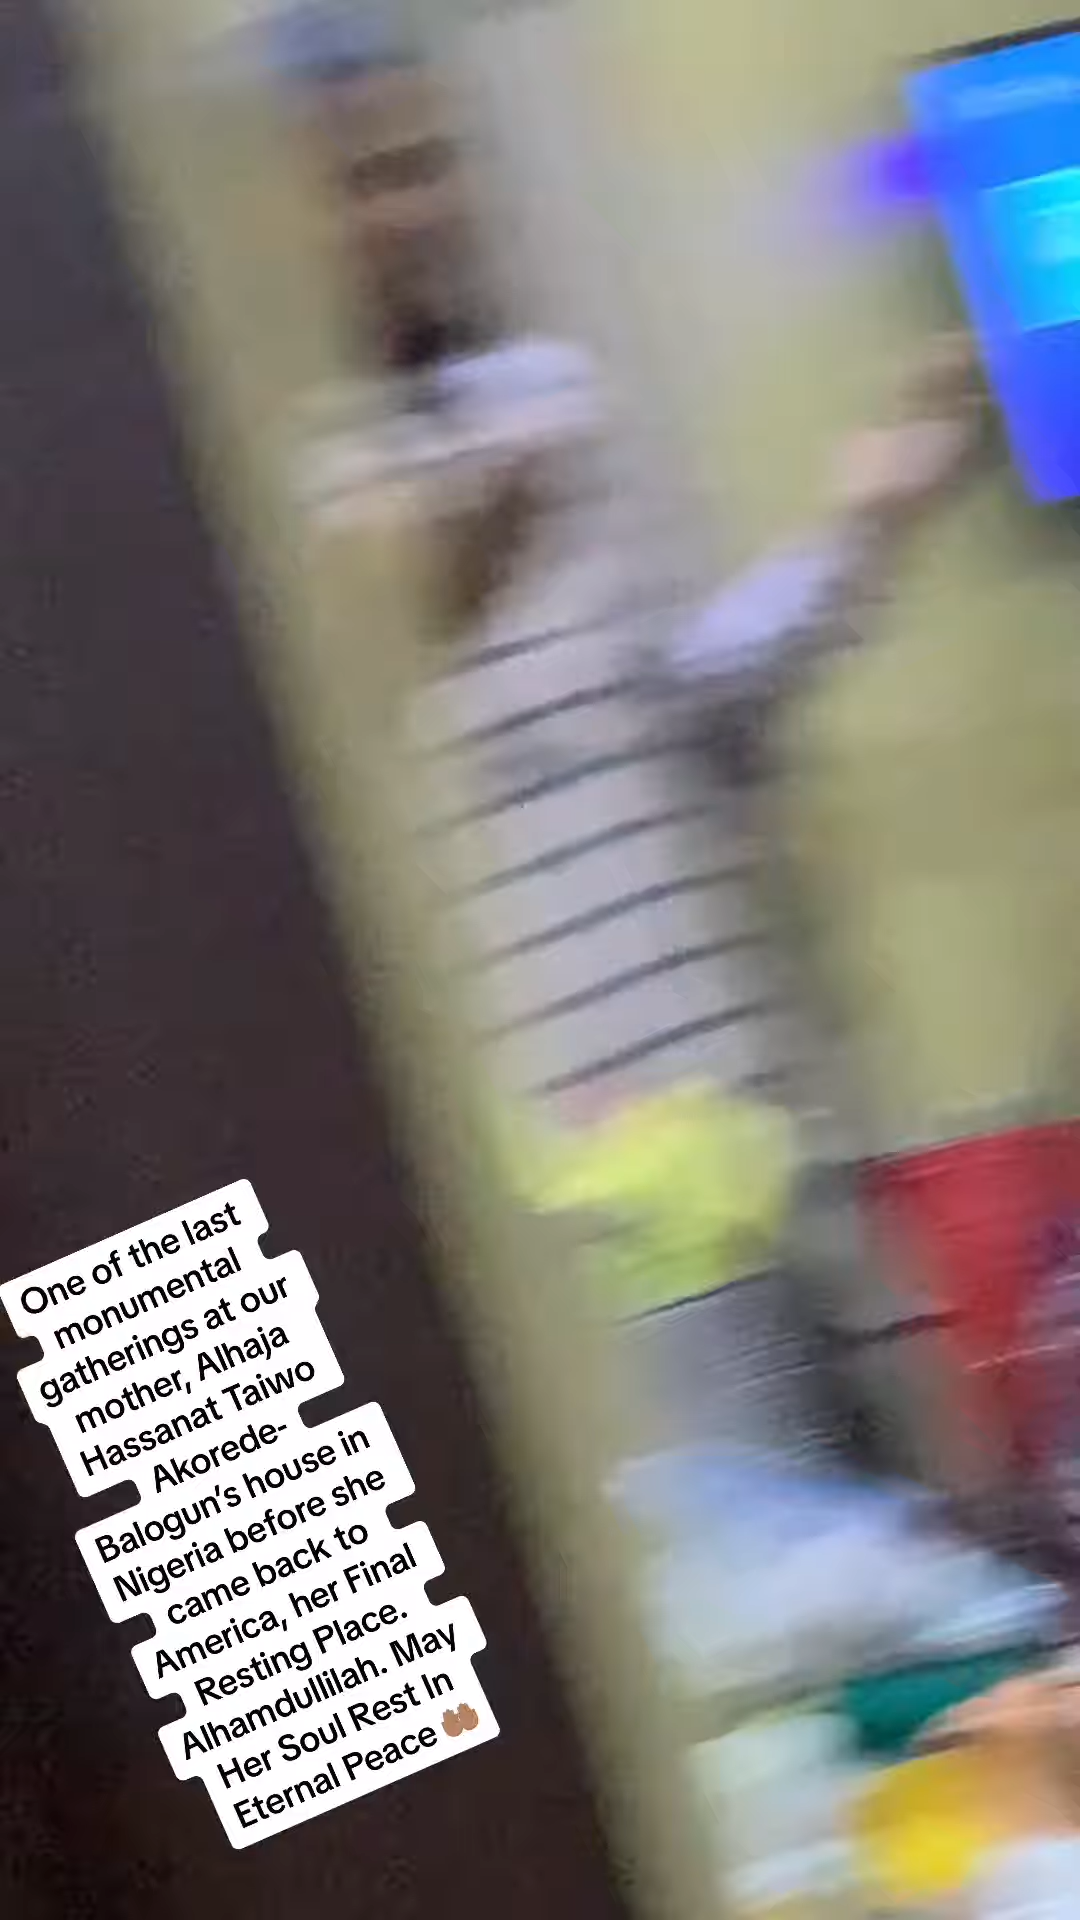 One of the last
monumental
gatherings at our
mother, Alhaja
Hassanat Taiwo
Akorede-
Balogun’s house in
Nigeria before she
came back to
America, her Final
Resting Place.
Alhamdullilah. May
Her Soul Rest In
Eternal Peace 🤲🏽